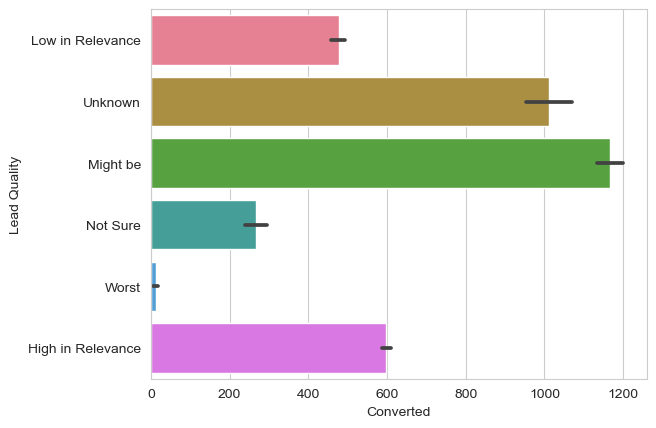 Low in Relevance
Unknown
Might be
Not Sure
Worst
High in Relevance
Lead Quality
0 200 400 600 800 1000 1200
Converted